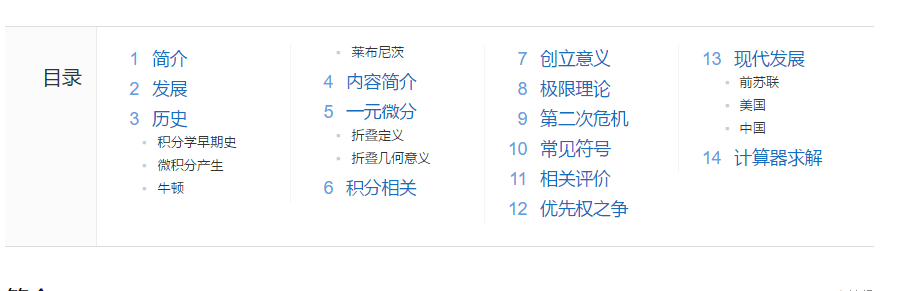 目录
1 简介
2 发展
3 历史
▪ 积分学早期史
▪ 微积分产生
▪ 牛顿
▪ 莱布尼茨
4 内容简介
5 一元微分
▪ 折叠定义
▪ 折叠几何意义
6 积分相关
7 创立意义
8 极限理论
9 第二次危机
10 常见符号
11 相关评价
12 优先权之争
13 现代发展
▪ 前苏联
▪ 美国
▪ 中国
14 计算器求解